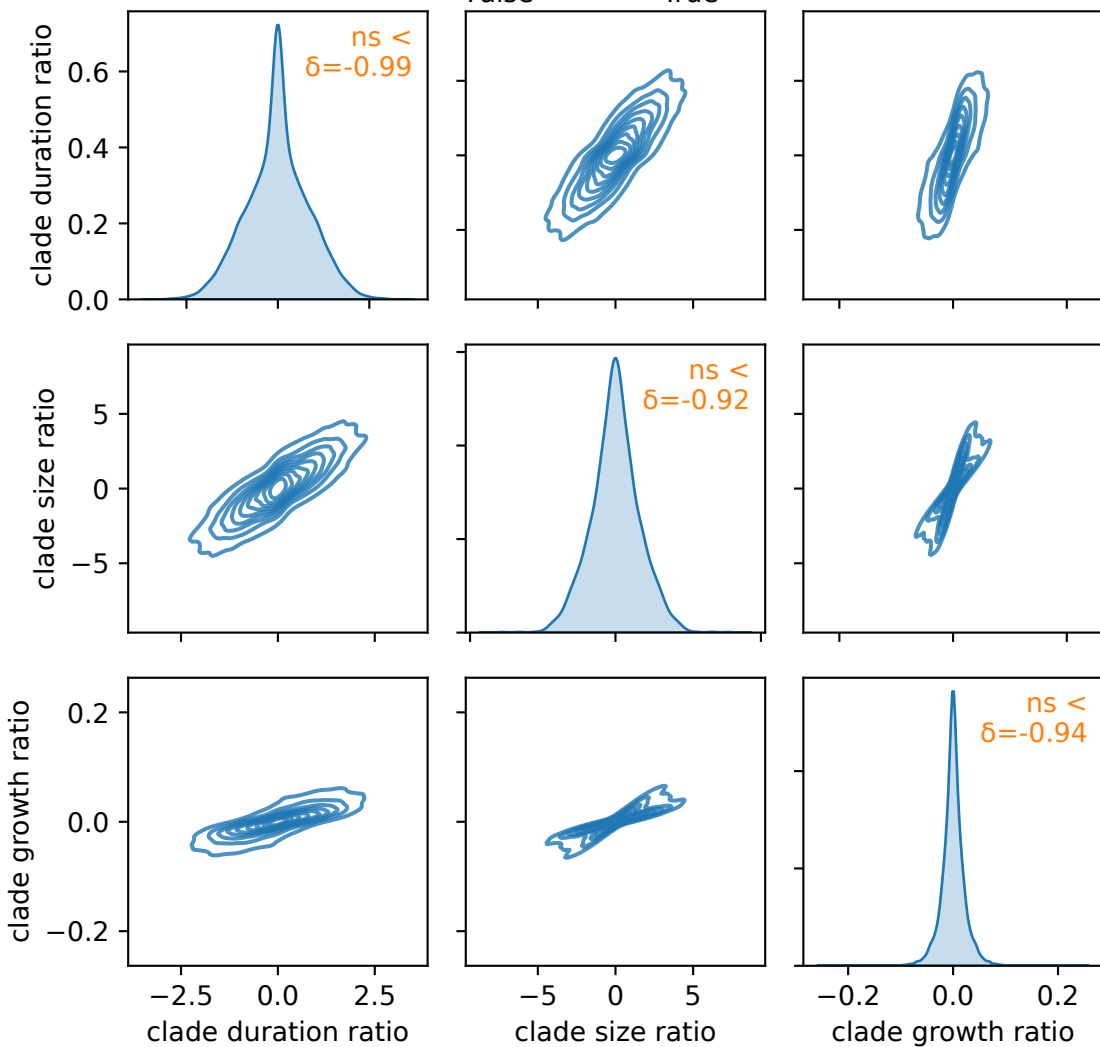 True
clade duration ratio
0.6
0.4
0.2
0.0
ns <
δ=-0.99
clade size ratio
5
0
−5
ns <
δ=-0.92
clade growth ratio
0.2
0.0
−0.2
ns <
δ=-0.94
−2.5 0.0 2.5
−5 0 5
−0.2 0.0 0.2
clade duration ratio
clade size ratio
clade growth ratio